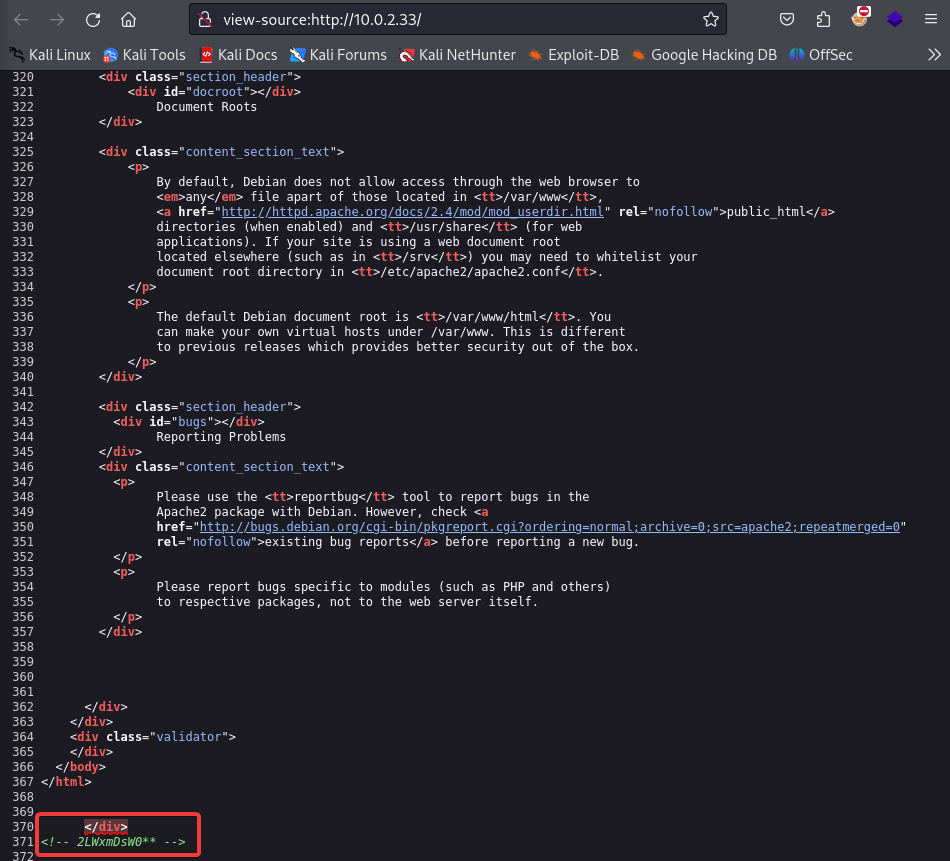 view-source:http://10.0.2.33/
Kali Linux Kali Tools Kali Docs Kali Forums Kali NetHunter Exploit-DB Google Hacking DB OffSec
320 <div class="section_header">
321 <div id="docroot"></div>
322 Document Roots
323 </div>
324
325 <div class="content_section_text">
326 <p>
327 By default, Debian does not allow access through the web browser to
328 <em>any</em> file apart of those located in <tt>/var/www</tt>,
329 <a href="http://httpd.apache.org/docs/2.4/mod/mod_userdir.html" rel="nofollow">public_html</a>
330 directories (when enabled) and <tt>/usr/share</tt> (for web
331 applications). If your site is using a web document root
332 located elsewhere (such as in <tt>/srv</tt>) you may need to whitelist your
333 document root directory in <tt>/etc/apache2/apache2.conf</tt>.
334 </p>
335 <p>
336 The default Debian document root is <tt>/var/www/html</tt>. You
337 can make your own virtual hosts under /var/www. This is different
338 to previous releases which provides better security out of the box.
339 </p>
340 </div>
341
342 <div class="section_header">
343 <div id="bugs"></div>
344 Reporting Problems
345 </div>
346 <div class="content_section_text">
347 <p>
348 Please use the <tt>reportbug</tt> tool to report bugs in the
349 Apache2 package with Debian. However, check <a
350 href="http://bugs.debian.org/cgi-bin/pkgreport.cgi?ordering=normal;archive=0;src=apache2;repeatmerged=0"
351 rel="nofollow">existing bug reports</a> before reporting a new bug.
352 </p>
353 <p>
354 Please report bugs specific to modules (such as PHP and others)
355 to respective packages, not to the web server itself.
356 </p>
357 </div>
358
359
360
361
362 </div>
363 </div>
364 <div class="validator">
365 </div>
366 </body>
367 </html>
368
369
370 </div>
371 <!-- 2LWxmDsW0** -->
372